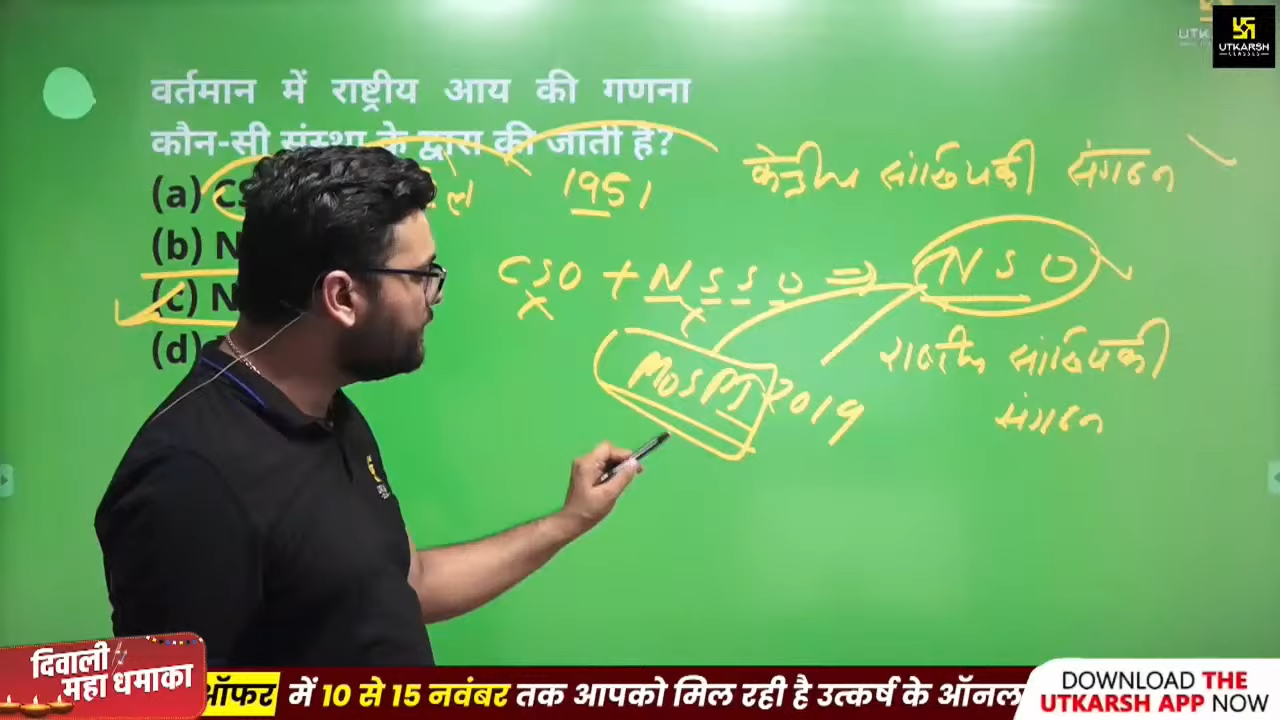 UTKARSH
CLASSES
वर्तमान में राष्ट्रीय आय की गणना
कौन-सी संस्था के द्वारा की जाती है?
(a) CS
1951
केन्द्रीय सांख्यिकी संगठन
(b) N
CSO + NSSO ⇒ NSO
(c) N
(d)
MOSPI 2019
राष्ट्रीय सांख्यिकी
संगठन
दिवाली
महा धमाका
ऑफर में 10 से 15 नवंबर तक आपको मिल रही है उत्कर्ष के ऑनल
DOWNLOAD THE
UTKARSH APP NOW